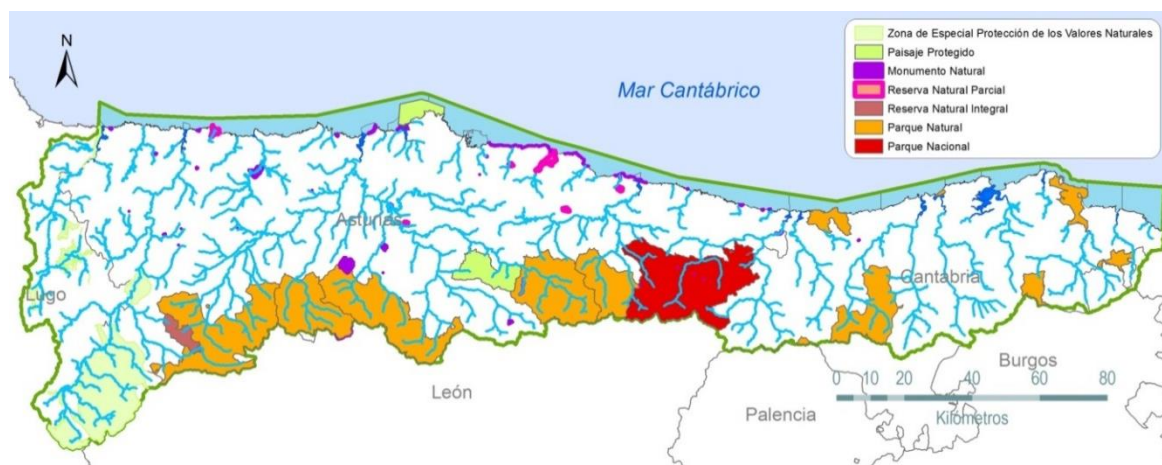 N
Mar Cantábrico
Zona de Especial Protección de los Valores Naturales
Paisaje Protegido
Monumento Natural
Reserva Natural Parcial
Reserva Natural Integral
Parque Natural
Parque Nacional
Asturias
Cantabria
Lugo
Burgos
León
Palencia
0 10 20 40 60 80
Kilómetros